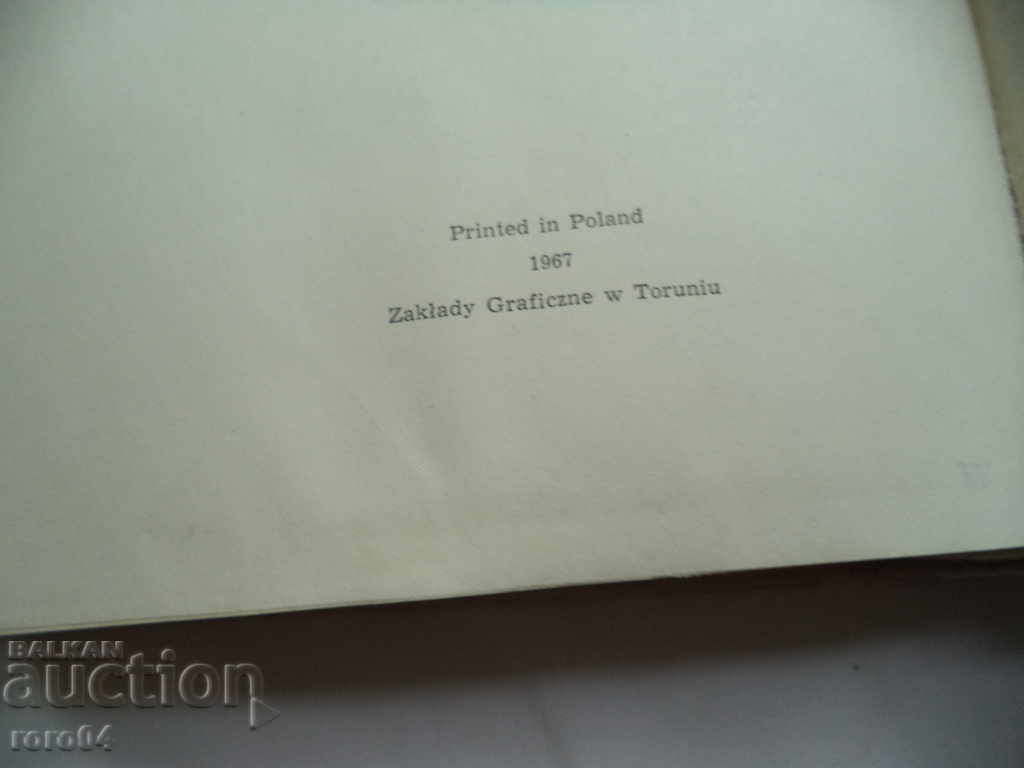 Printed in Poland
1967
Zakłady Graficzne w Toruniu
BALKAN
auction
roro04